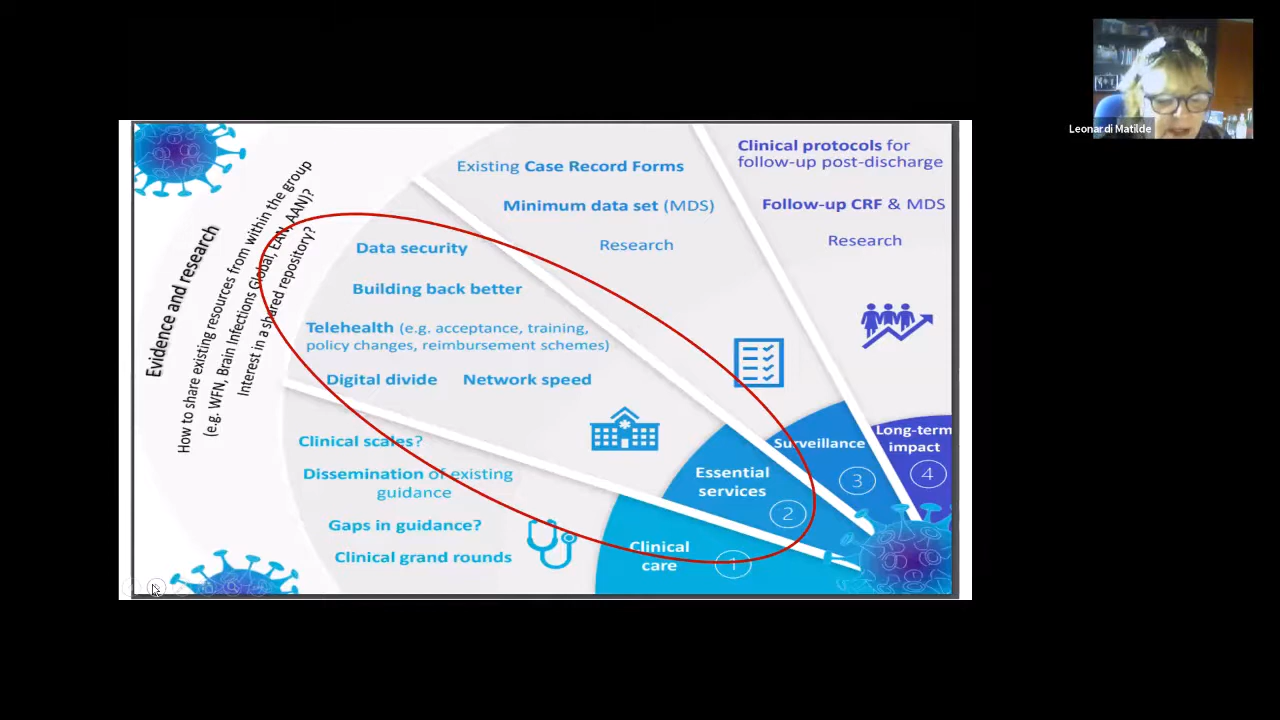 Leonardi Matilde
Evidence and research
How to share existing resources from within the group
(e.g. WFN, Brain Infections Global, EAN, AAN)?
Interest in a shared repository?
Clinical scales?
Dissemination of existing
guidance
Gaps in guidance?
Clinical grand rounds
Clinical
care
1
Data security
Building back better
Telehealth (e.g. acceptance, training,
policy changes, reimbursement schemes)
Digital divide
Network speed
Essential
services
2
Existing Case Record Forms
Minimum data set (MDS)
Research
Surveillance
3
Clinical protocols for
follow-up post-discharge
Follow-up CRF & MDS
Research
Long-term
impact
4